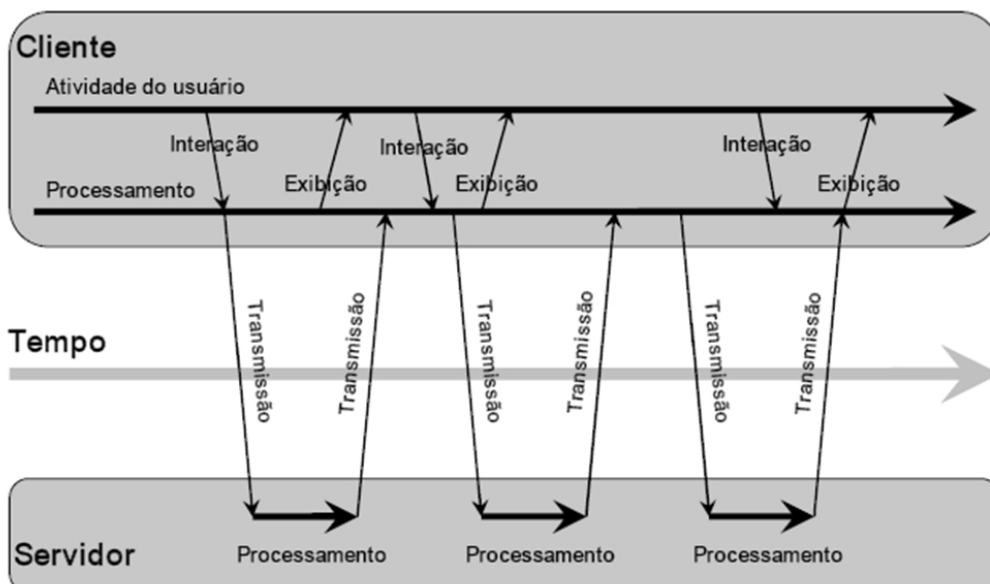 Cliente
Atividade do usuário
Interação
Interação
Interação
Exibição
Exibição
Exibição
Processamento
Transmissão
Transmissão
Transmissão
Transmissão
Transmissão
Transmissão
Tempo
Servidor
Processamento
Processamento
Processamento